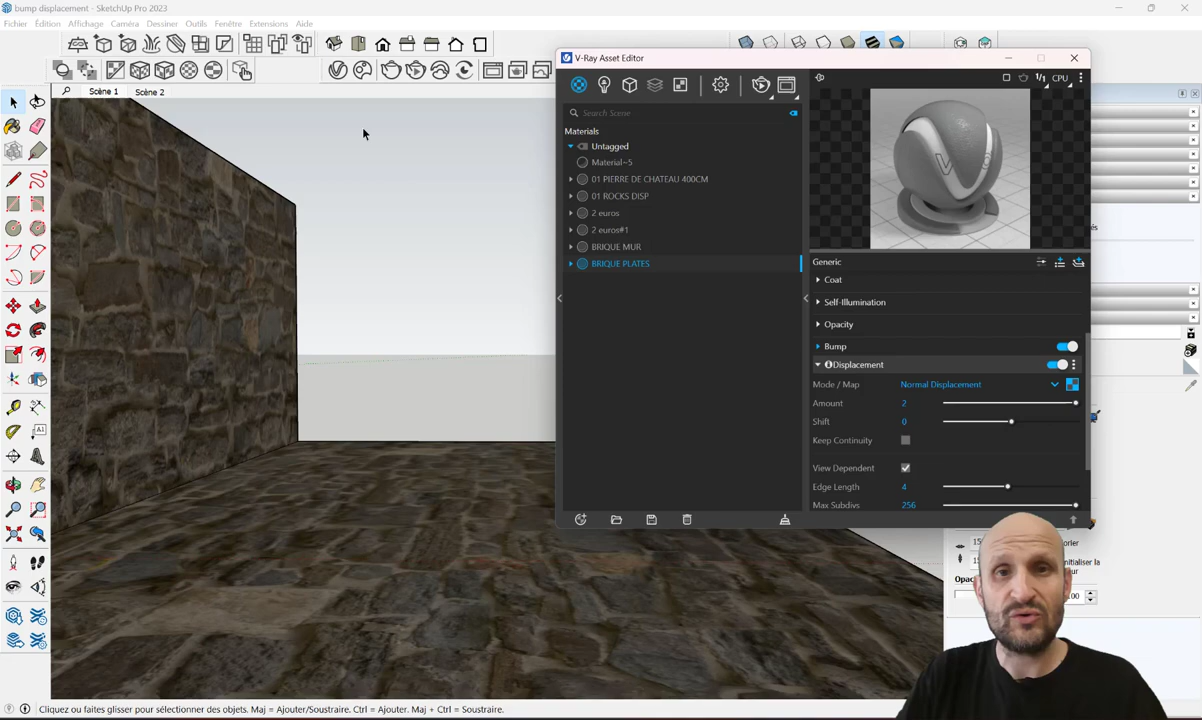 bump displacement - SketchUp Pro 2023
Fichier Édition Affichage Caméra Dessiner Outils Fenêtre Extensions Aide
Scène 1 Scène 2
V-Ray Asset Editor
1/1 CPU
Search Scene
Materials
Untagged
Material~5
01 PIERRE DE CHATEAU 400CM
01 ROCKS DISP
2 euros
2 euros#1
BRIQUE MUR
BRIQUE PLATES
Generic
Coat
Self-Illumination
Opacity
Bump
Displacement
Mode / Map Normal Displacement
Amount 2
Shift 0
Keep Continuity
View Dependent
Edge Length 4
Max Subdivs 256
A1
Cliquez ou faites glisser pour sélectionner des objets. Maj = Ajouter/Soustraire. Ctrl = Ajouter. Maj + Ctrl = Soustraire.